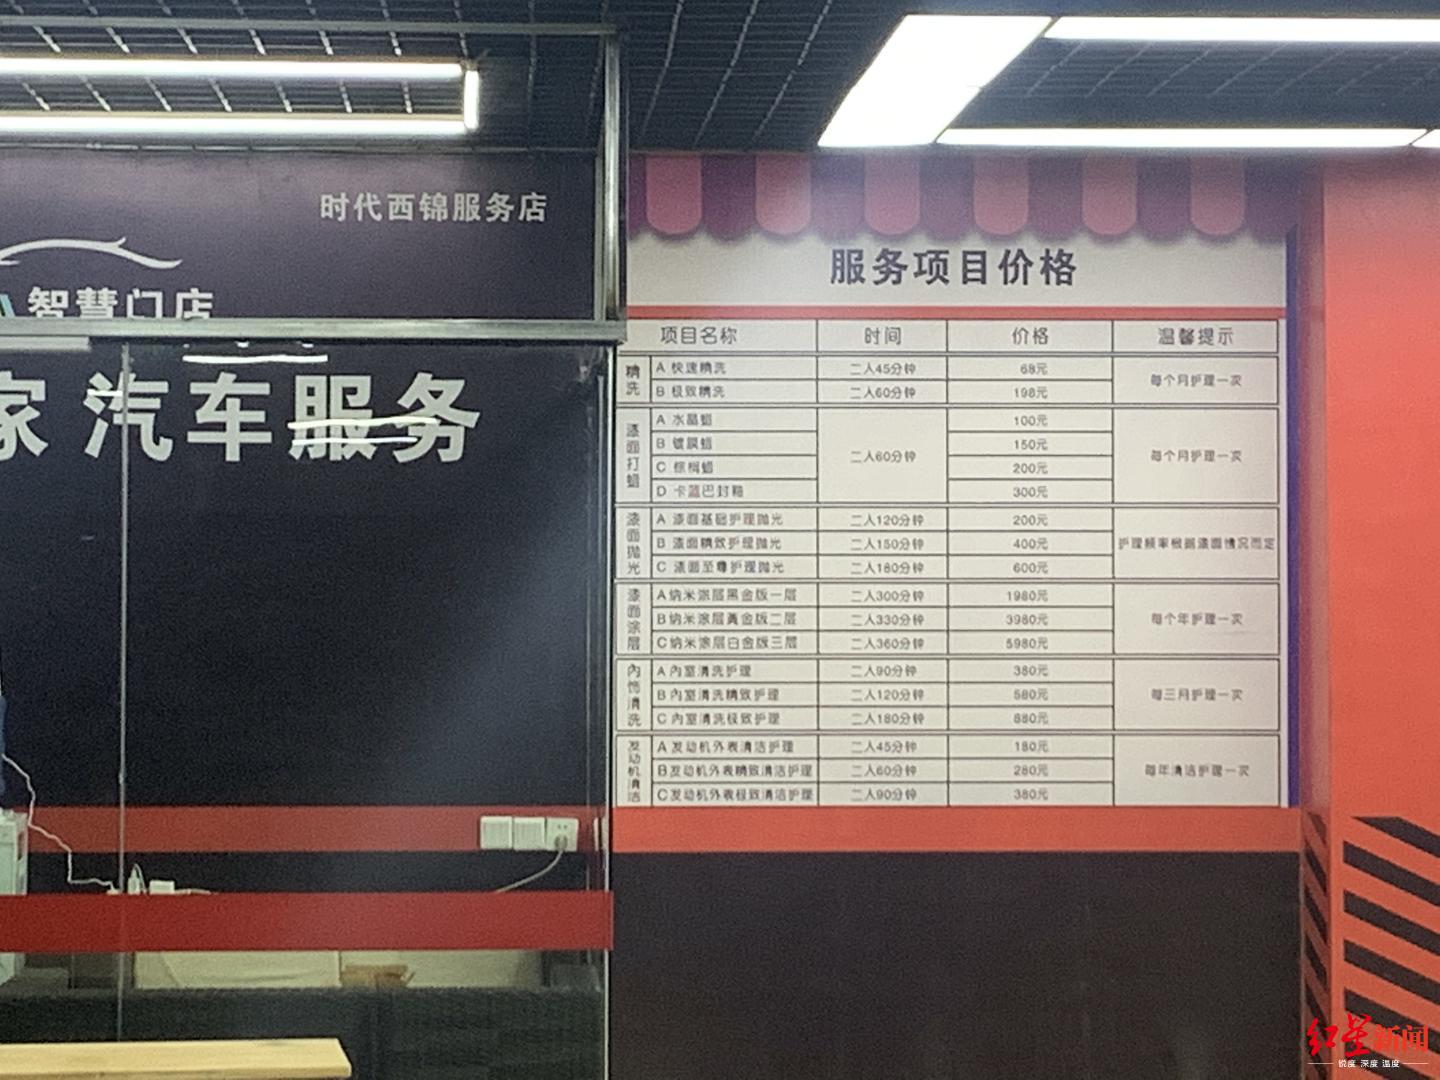 时代西锦服务店
智慧门店
家 汽车服务
服务项目价格
项目名称 时间 价格 温馨提示
精洗
A 快速精洗 二人45分钟 68元
B 极致精洗 二人60分钟 198元
每个月护理一次
漆面打蜡
A 水晶蜡 100元
B 镀膜蜡 150元
C 棕榈蜡 200元
D 卡蓝巴封釉 300元
二人60分钟
每个月护理一次
漆面抛光
A 漆面基础护理抛光 二人120分钟 200元
B 漆面精致护理抛光 二人150分钟 400元
C 漆面至尊护理抛光 二人180分钟 600元
护理频率根据漆面情况而定
漆面涂层
A 纳米涂层黑金版一层 二人300分钟 1980元
B 纳米涂层黄金版二层 二人330分钟 3980元
C 纳米涂层白金版三层 二人360分钟 5980元
每个年护理一次
内饰清洗
A 内室清洗护理 二人90分钟 380元
B 内室清洗精致护理 二人120分钟 580元
C 内室清洗极致护理 二人180分钟 880元
每三月护理一次
发动机清洁
A 发动机外表清洁护理 二人45分钟 180元
B 发动机外表精致清洁护理 二人60分钟 280元
C 发动机外表极致清洁护理 二人90分钟 380元
每年清洁护理一次
红星新闻
锐度 深度 温度